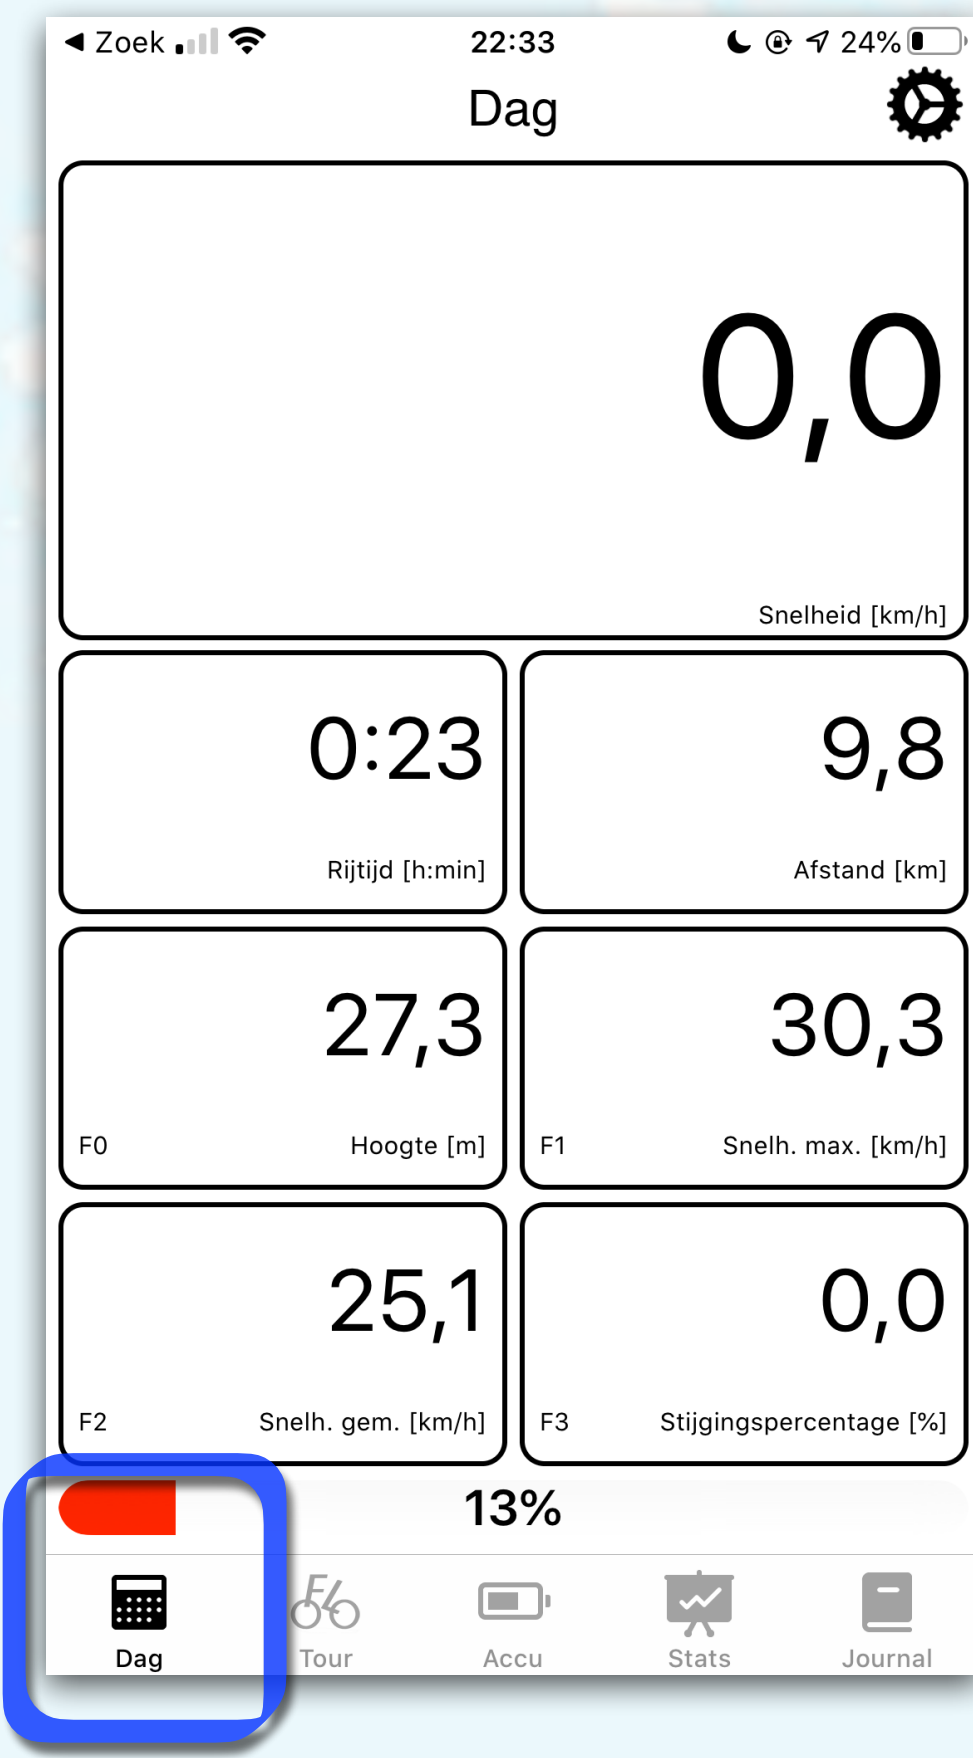 Zoek 22:33 24%
Dag
0,0
Snelheid [km/h]
0:23
Rijtijd [h:min]
9,8
Afstand [km]
27,3
F0 Hoogte [m]
30,3
F1 Snelh. max. [km/h]
25,1
F2 Snelh. gem. [km/h]
0,0
F3 Stijgingspercentage [%]
13%
Dag Tour Accu Stats Journal